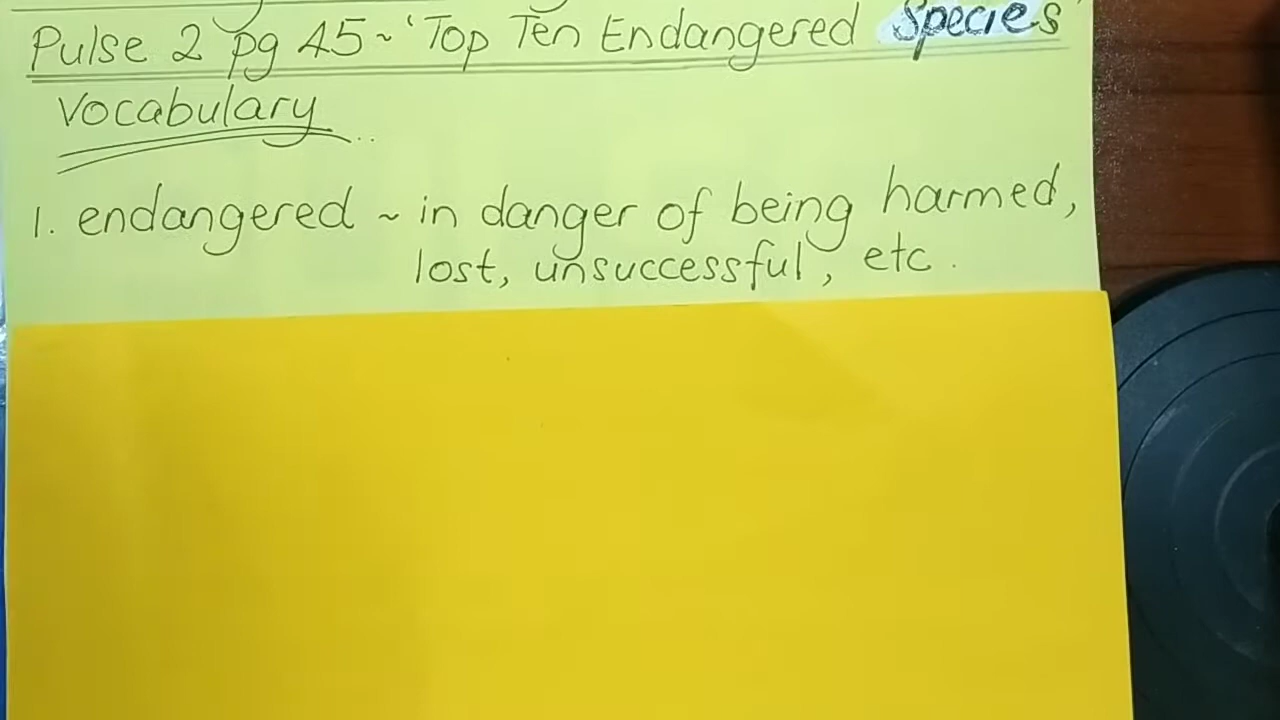 Pulse 2 pg 45 ~ 'Top Ten Endangered Species'
Vocabulary
1. endangered ~ in danger of being harmed,
lost, unsuccessful, etc.